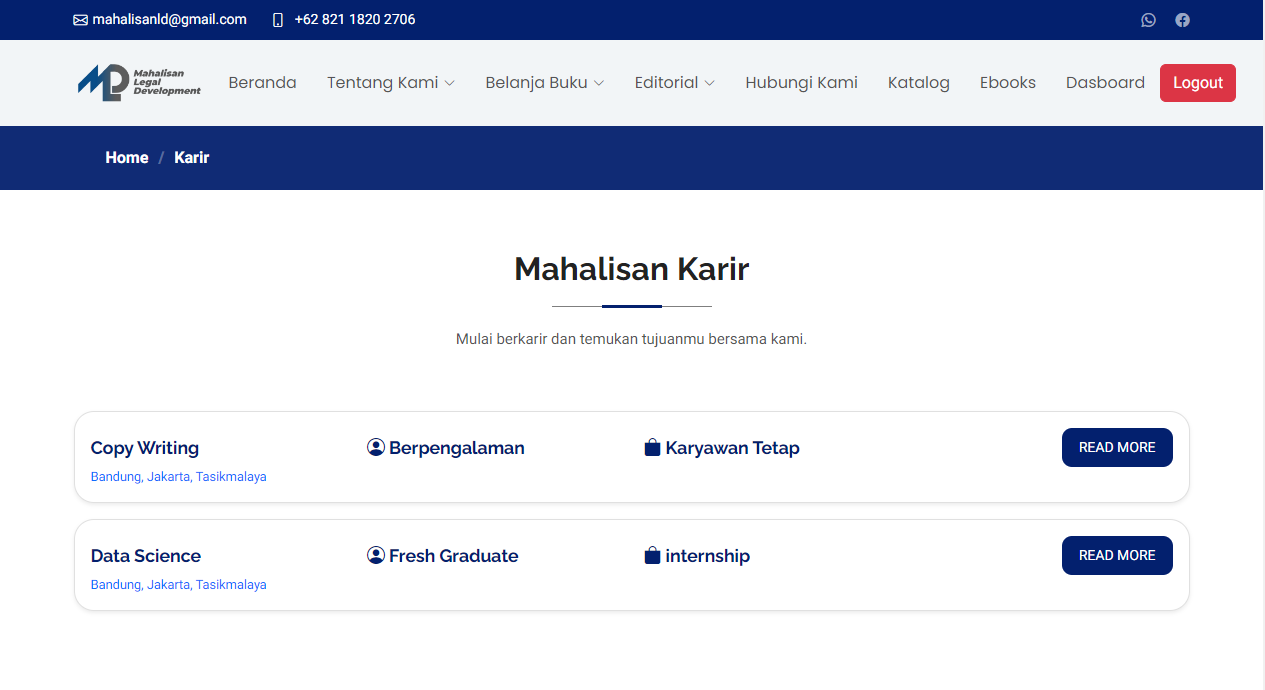 mahalisanld@gmail.com +62 821 1820 2706
Mahalisan
Legal
Development
Beranda Tentang Kami Belanja Buku Editorial Hubungi Kami Katalog Ebooks Dasboard Logout
Home / Karir
Mahalisan Karir
Mulai berkarir dan temukan tujuanmu bersama kami.
Copy Writing Berpengalaman Karyawan Tetap READ MORE
Bandung, Jakarta, Tasikmalaya
Data Science Fresh Graduate internship READ MORE
Bandung, Jakarta, Tasikmalaya